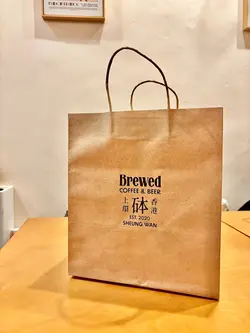 Brewed
COFFEE & BEER
上環 砵 香港
EST. 2020
SHEUNG WAN